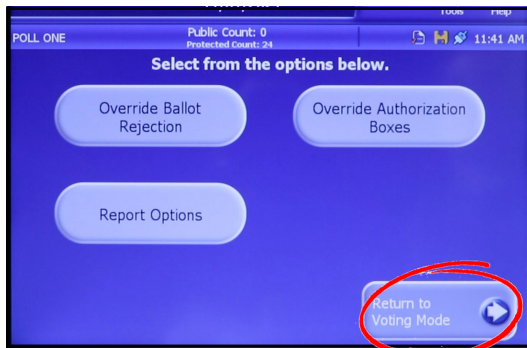 Tools Help
POLL ONE
Public Count: 0
Protected Count: 24
11:41 AM
Select from the options below.
Override Ballot
Rejection
Override Authorization
Boxes
Report Options
Return to
Voting Mode